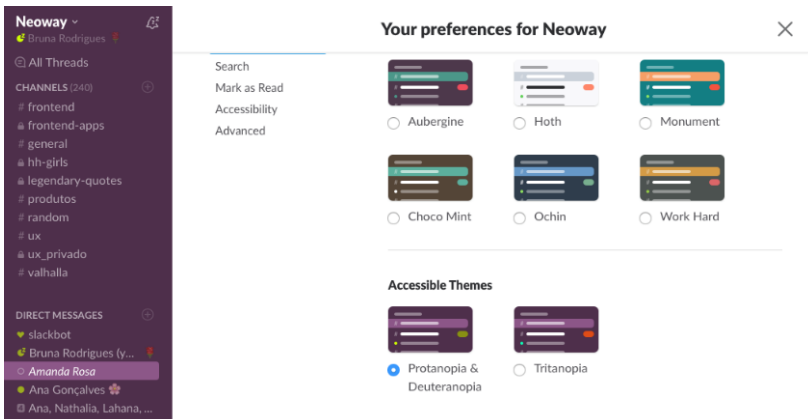 Neoway
Bruna Rodrigues
All Threads
CHANNELS (240)
# frontend
frontend-apps
# general
hh-girls
legendary-quotes
# produtos
# random
# ux
ux_privado
# valhalla
DIRECT MESSAGES
slackbot
Bruna Rodrigues (y...
Amanda Rosa
Ana Gonçalves
Ana, Nathalia, Lahana, ...
Your preferences for Neoway
Search
Mark as Read
Accessibility
Advanced
Aubergine
Hoth
Monument
Choco Mint
Ochin
Work Hard
Accessible Themes
Protanopia &
Deuteranopia
Tritanopia